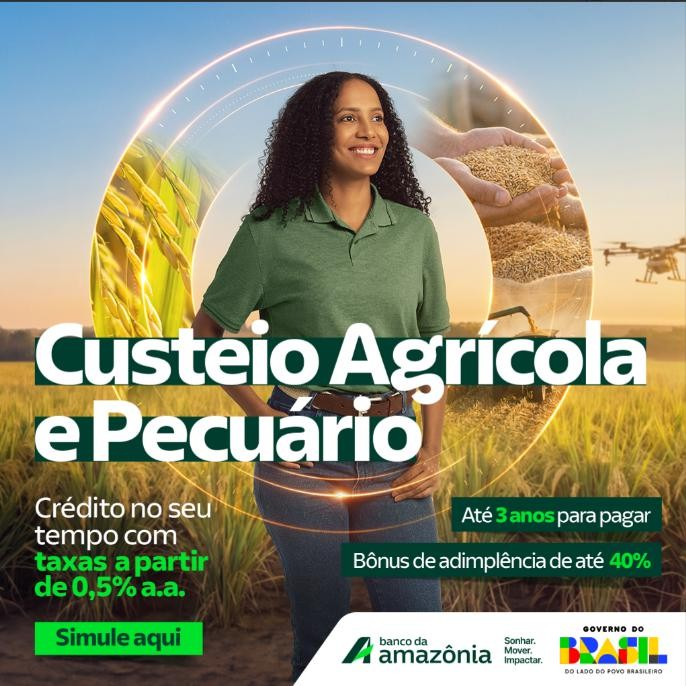 Custeio Agrícola
e Pecuário
Crédito no seu
tempo com
taxas a partir
de 0,5% a.a.
Simule aqui
Até 3 anos para pagar
Bônus de adimplência de até 40%
banco da
amazônia
Sonhar.
Mover.
Impactar.
GOVERNO DO
BRASIL
DO LADO DO POVO BRASILEIRO